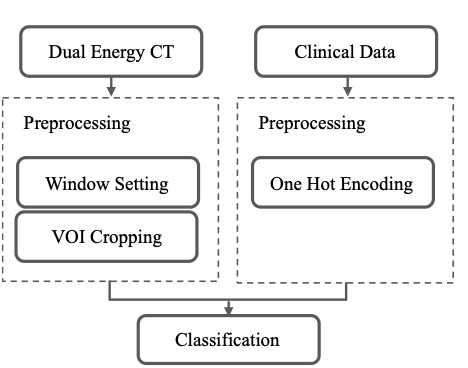 Dual Energy CT
Clinical Data
Preprocessing
Preprocessing
Window Setting
One Hot Encoding
VOI Cropping
Classification